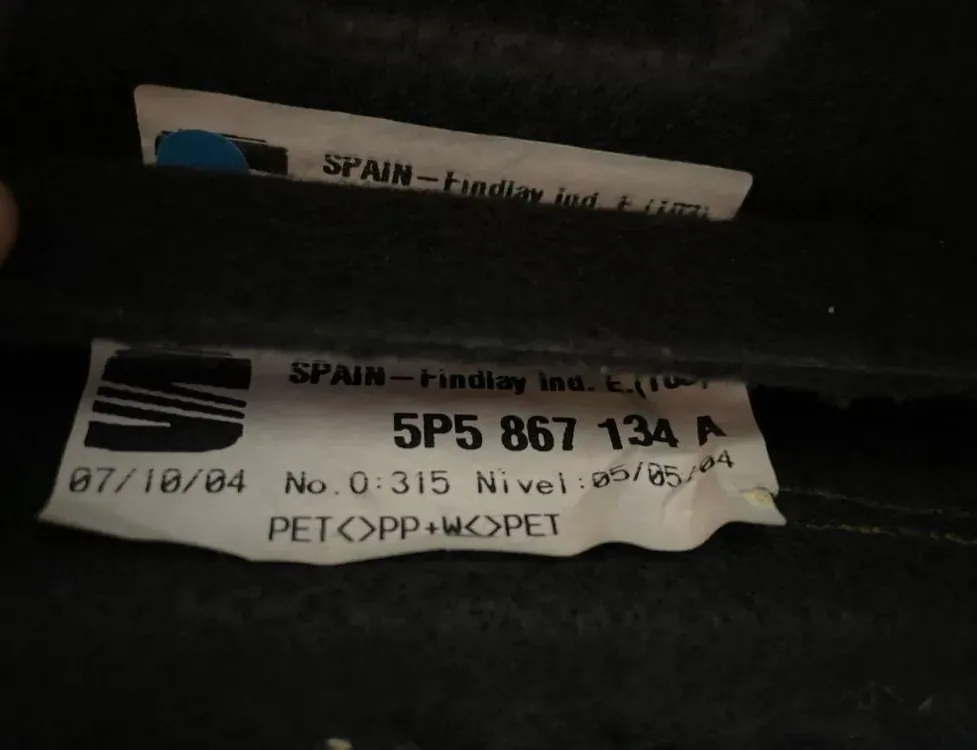 SPAIN-Findlay ind. E
SPAIN-Findlay ind. E.
5P5 867 134 A
07/10/04 No.O:315 Nivel:05/05/04
PET<>PP+W<>PET